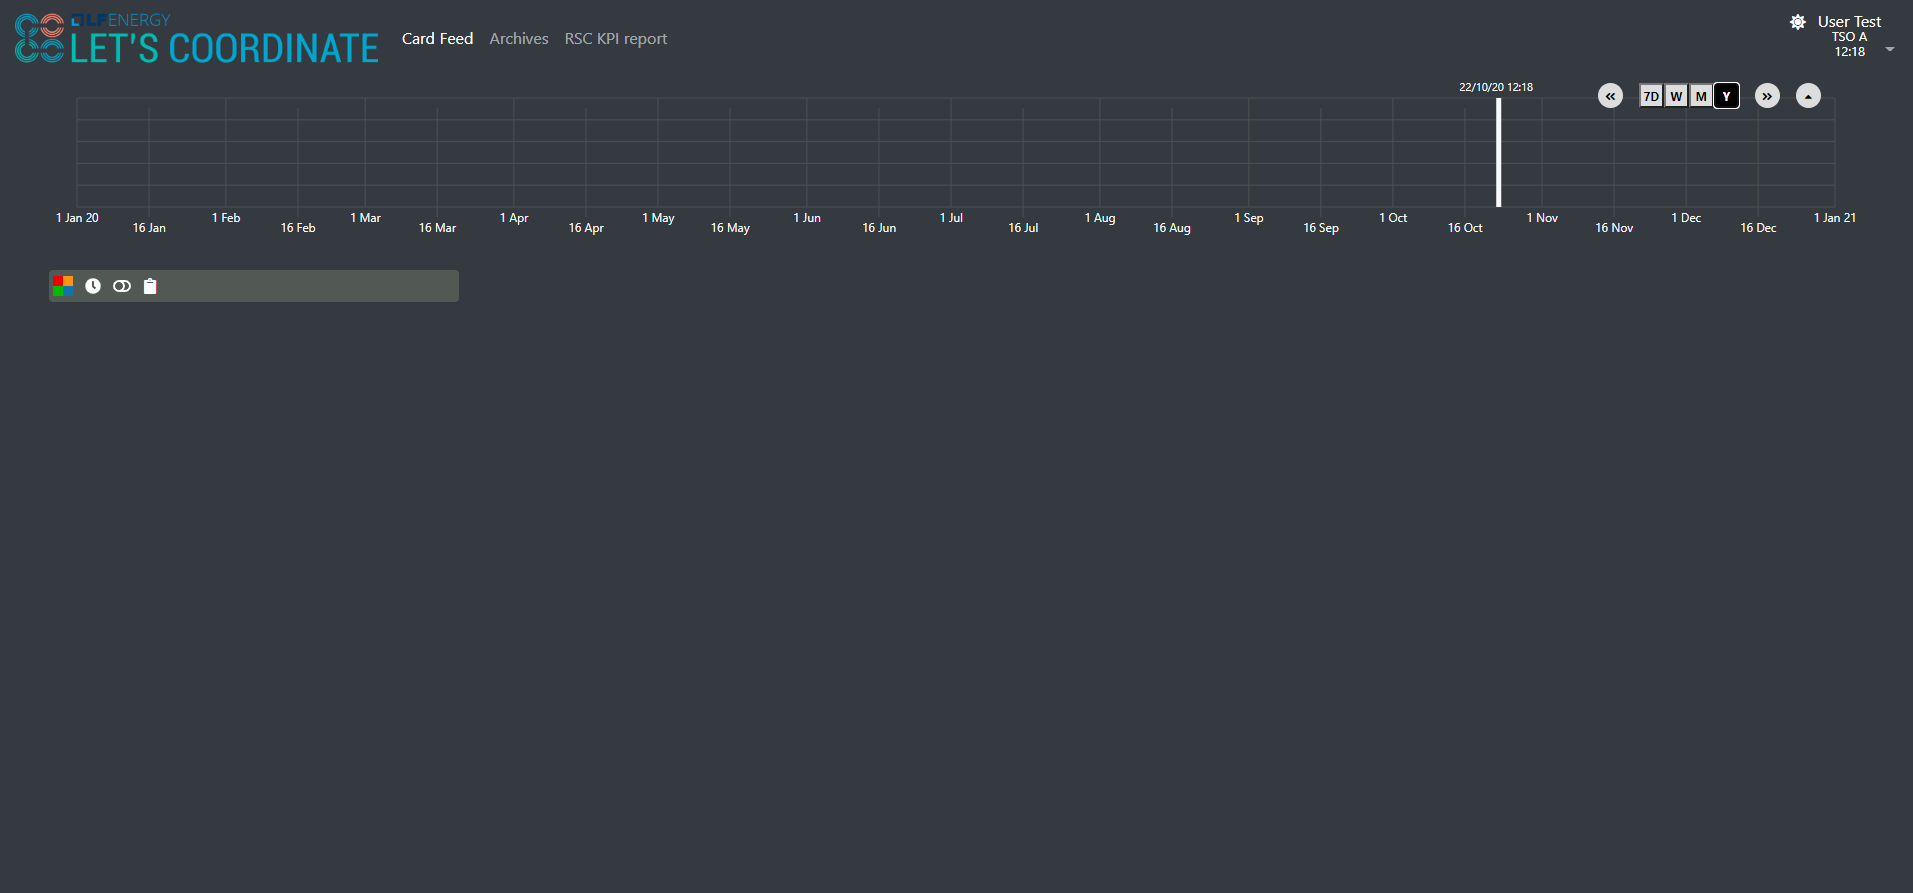 LFENERGY
LET'S COORDINATE
Card Feed Archives RSC KPI report
User Test
TSO A
12:18
22/10/20 12:18
7D W M Y
1 Jan 20 1 Feb 1 Mar 1 Apr 1 May 1 Jun 1 Jul 1 Aug 1 Sep 1 Oct 1 Nov 1 Dec 1 Jan 21
16 Jan 16 Feb 16 Mar 16 Apr 16 May 16 Jun 16 Jul 16 Aug 16 Sep 16 Oct 16 Nov 16 Dec